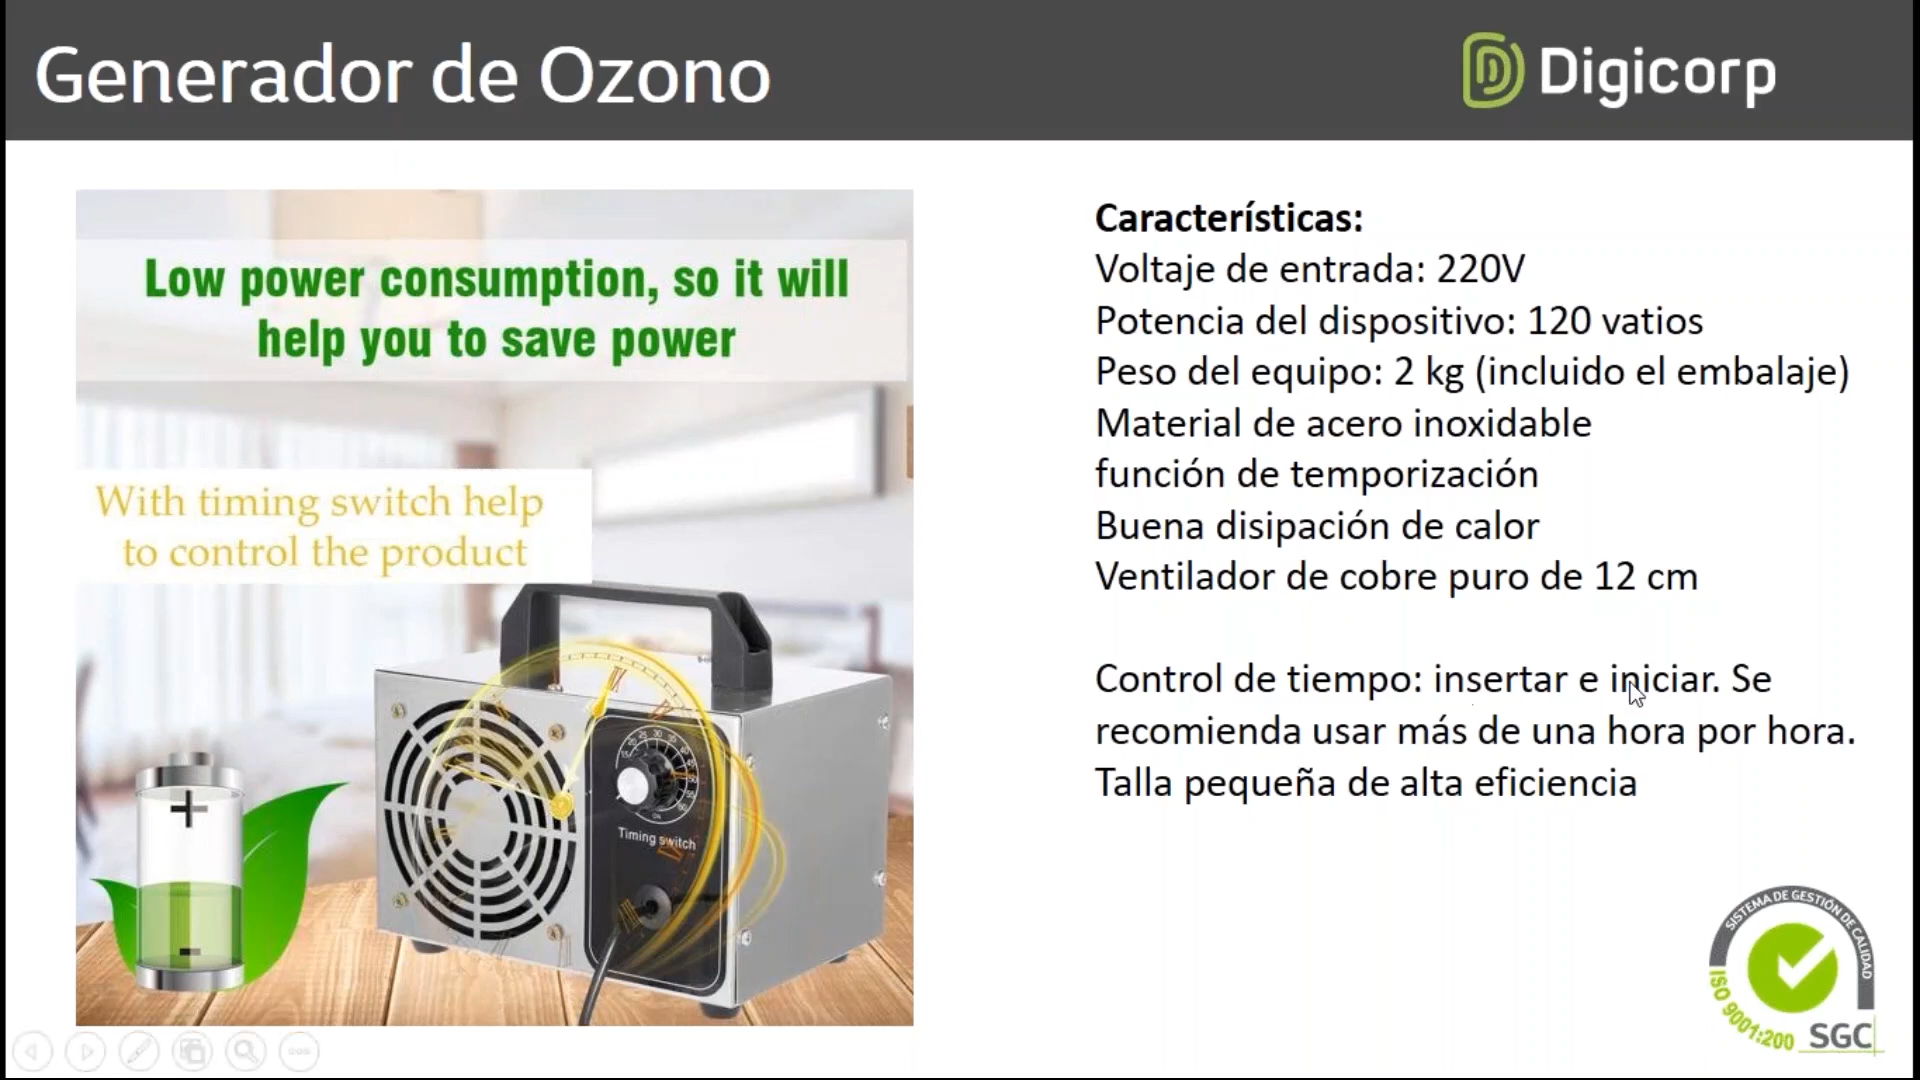 Generador de Ozono
Digicorp
Low power consumption, so it will
help you to save power
With timing switch help
to control the product
Timing switch
ON
Características:
Voltaje de entrada: 220V
Potencia del dispositivo: 120 vatios
Peso del equipo: 2 kg (incluido el embalaje)
Material de acero inoxidable
función de temporización
Buena disipación de calor
Ventilador de cobre puro de 12 cm
Control de tiempo: insertar e iniciar. Se
recomienda usar más de una hora por hora.
Talla pequeña de alta eficiencia
SISTEMA DE GESTIÓN DE CALIDAD
ISO 9001:200
SGC